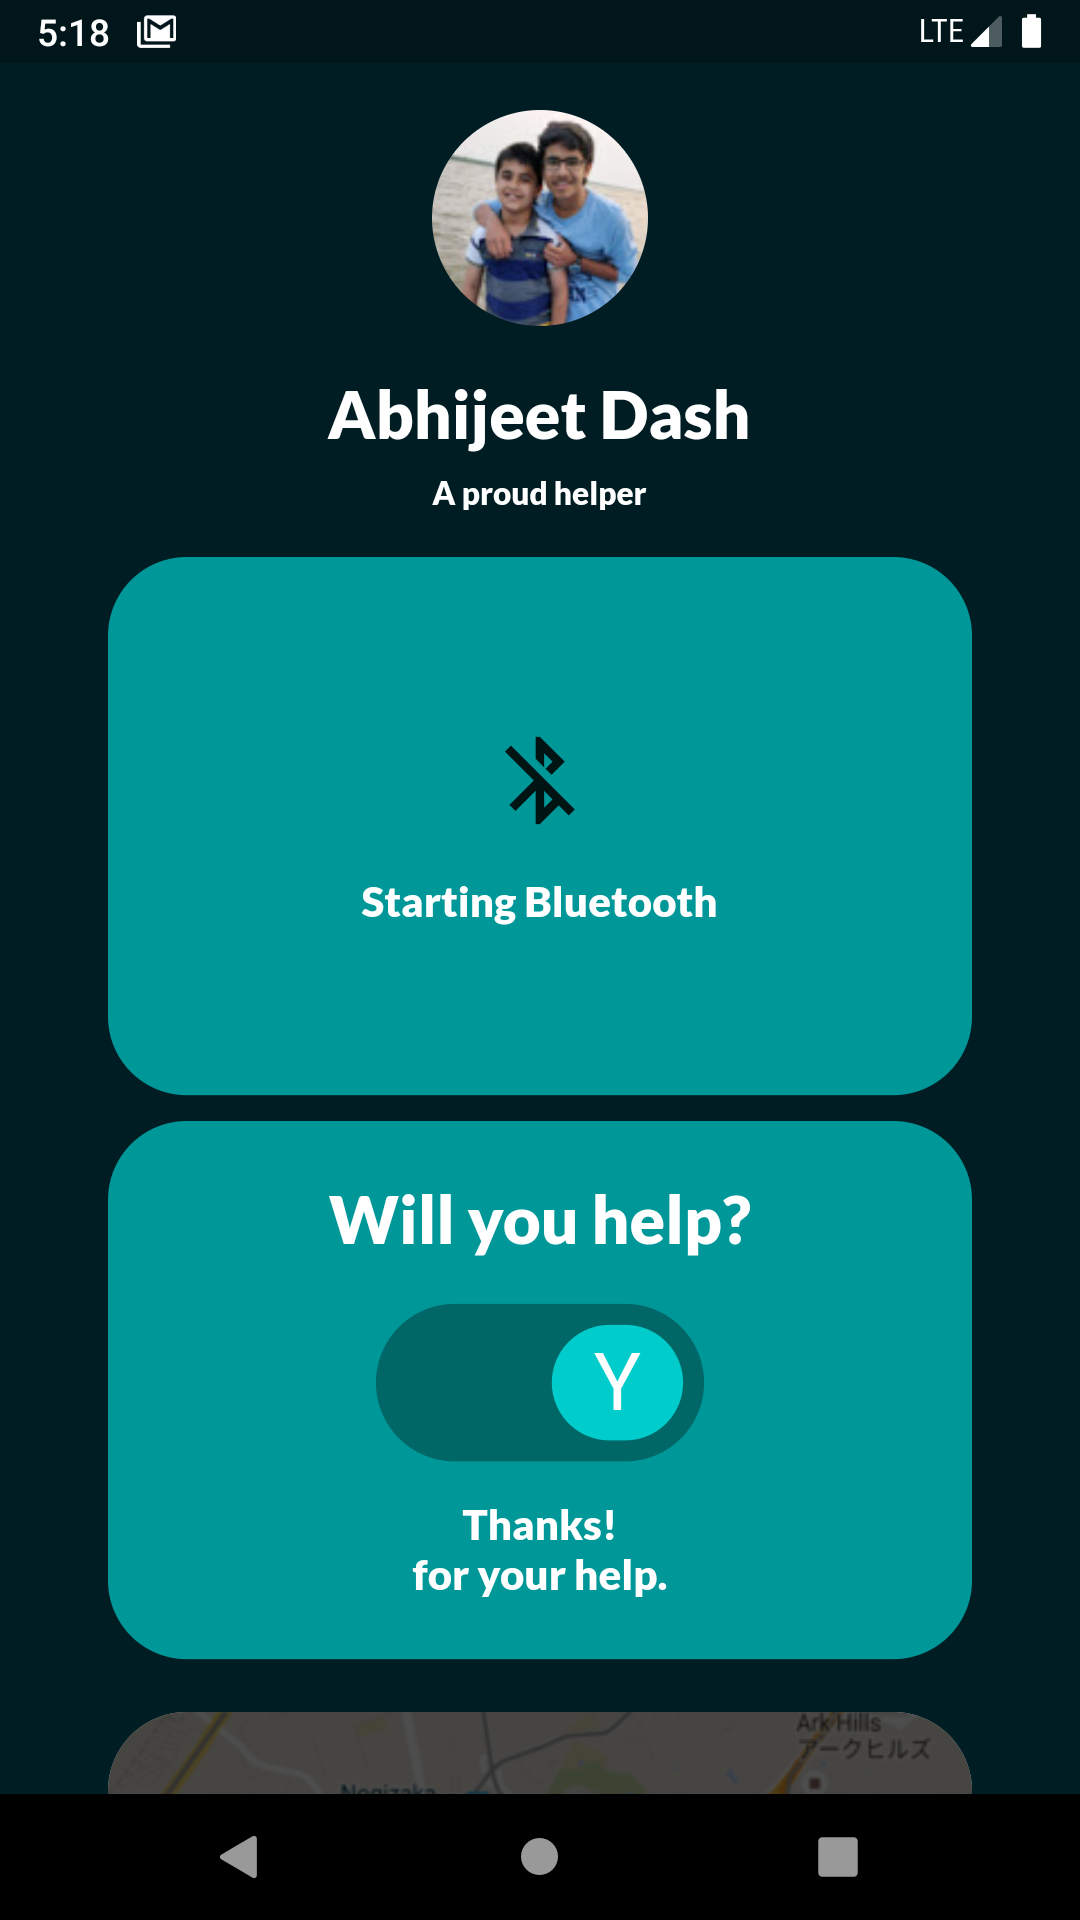 5:18 LTE
Abhijeet Dash
A proud helper
Starting Bluetooth
Will you help?
Y
Thanks!
for your help.
Ark Hills
アークヒルズ
Nogizaka